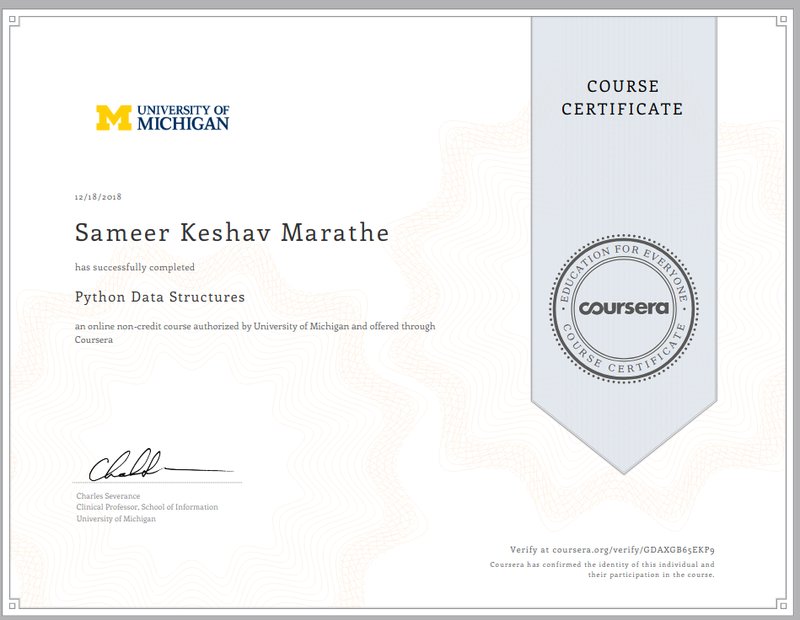 UNIVERSITY OF
MICHIGAN
COURSE
CERTIFICATE
12/18/2018
Sameer Keshav Marathe
has successfully completed
Python Data Structures
an online non-credit course authorized by University of Michigan and offered through
Coursera
EDUCATION FOR EVERYONE
coursera
COURSE CERTIFICATE
Charles Severance
Clinical Professor, School of Information
University of Michigan
Verify at coursera.org/verify/GDAXGB65EKP9
Coursera has confirmed the identity of this individual and
their participation in the course.